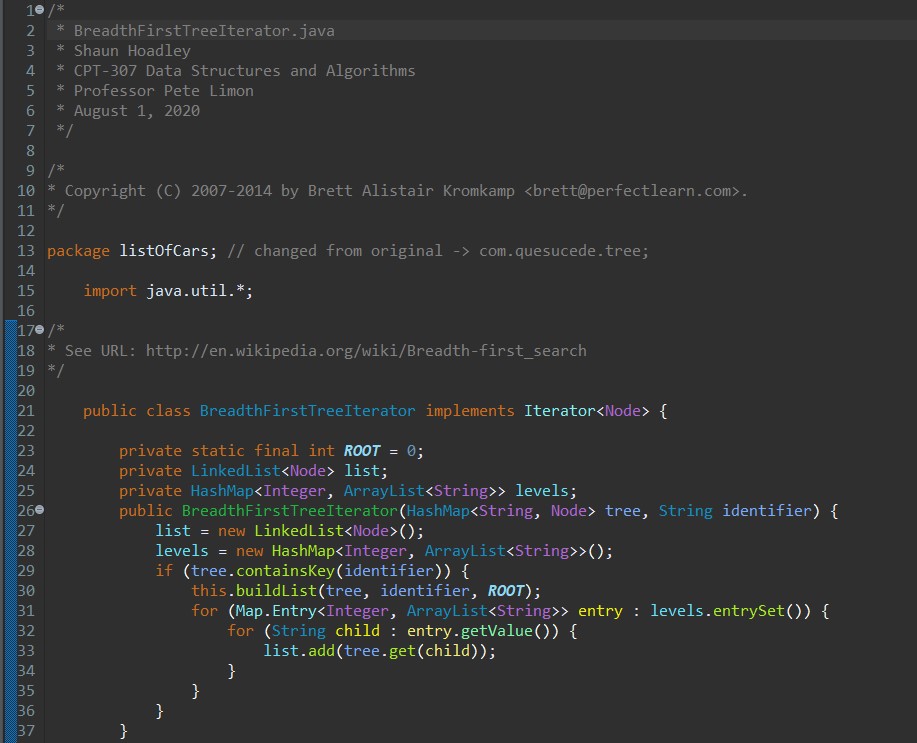 1 /*
2  * BreadthFirstTreeIterator.java
3  * Shaun Hoadley
4  * CPT-307 Data Structures and Algorithms
5  * Professor Pete Limon
6  * August 1, 2020
7  */
8
9 /*
10 * Copyright (C) 2007-2014 by Brett Alistair Kromkamp <brett@perfectlearn.com>.
11 */
12
13 package listOfCars; // changed from original -> com.quesucede.tree;
14
15     import java.util.*;
16
17 /*
18 * See URL: http://en.wikipedia.org/wiki/Breadth-first_search
19 */
20
21     public class BreadthFirstTreeIterator implements Iterator<Node> {
22
23         private static final int ROOT = 0;
24         private LinkedList<Node> list;
25         private HashMap<Integer, ArrayList<String>> levels;
26         public BreadthFirstTreeIterator(HashMap<String, Node> tree, String identifier) {
27             list = new LinkedList<Node>();
28             levels = new HashMap<Integer, ArrayList<String>>();
29             if (tree.containsKey(identifier)) {
30                 this.buildList(tree, identifier, ROOT);
31                 for (Map.Entry<Integer, ArrayList<String>> entry : levels.entrySet()) {
32                     for (String child : entry.getValue()) {
33                         list.add(tree.get(child));
34                     }
35                 }
36             }
37         }